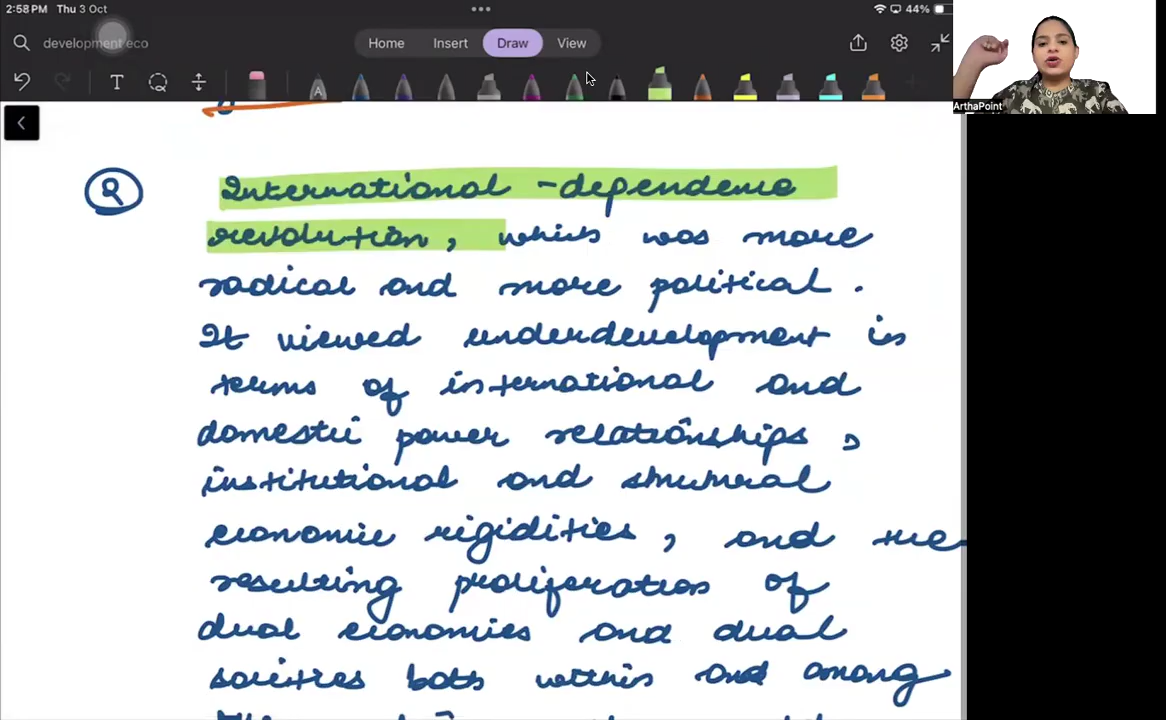 2:58 PM Thu 3 Oct
44%
development eco
Home Insert Draw View
T
A
ArthaPoint
2
International - dependence
revolution, which was more
radical and more political.
It viewed underdevelopment in
terms of international and
domestic power relationships,
institutional and structural
economic rigidities, and the
resulting proliferation of
dual economies and dual
societies both within and among